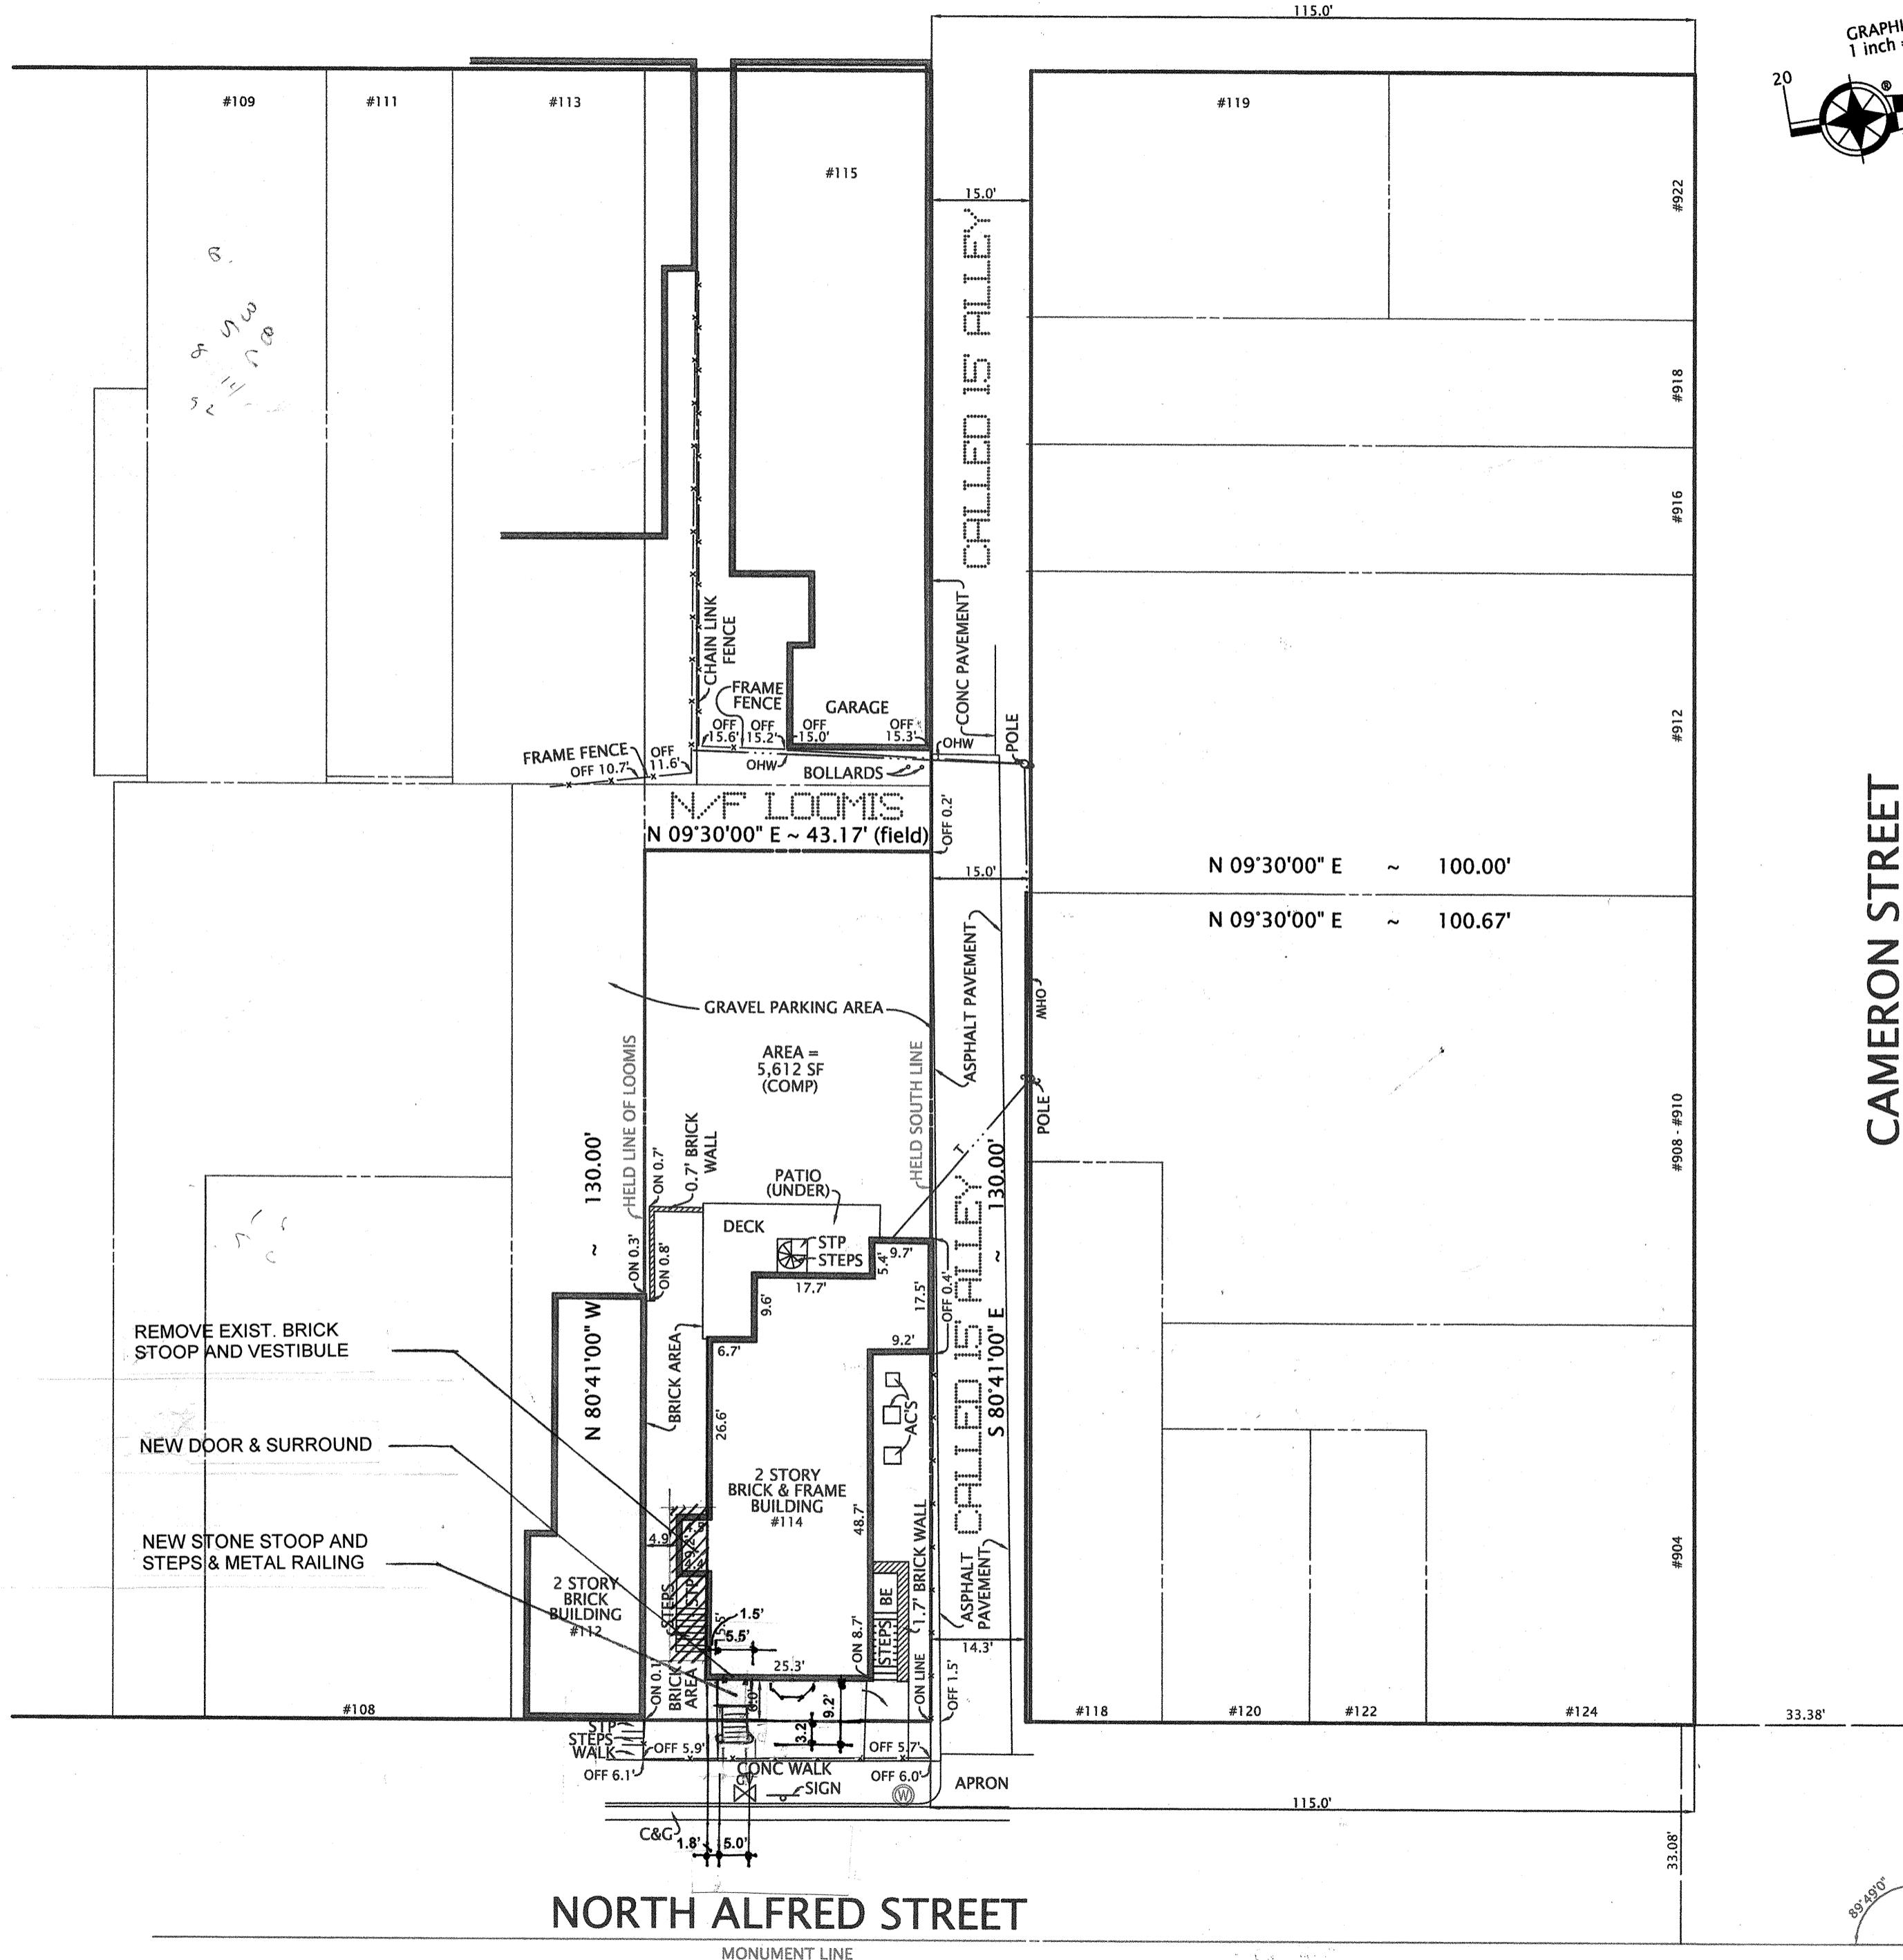 115.0'
GRAPHI
1 inch
20
®
#109
#111
#113
#115
#119
#922
15.0'
CALLED 15' ALLEY
#918
#916
#912
CHAIN LINK
FENCE
CONC PAVEMENT
FRAME
FENCE
GARAGE
POLE
OFF
15.6'
OFF
15.2'
OFF
15.0'
OFF
15.3'
OHW
FRAME FENCE
OFF 10.7'
OFF
11.6'
OHW
BOLLARDS
N/F LOOMIS
N 09°30'00" E ~ 43.17' (field)
OFF 0.2'
15.0'
N 09°30'00" E ~ 100.00'
N 09°30'00" E ~ 100.67'
CAMERON STREET
ASPHALT PAVEMENT
OHW
GRAVEL PARKING AREA
AREA =
5,612 SF
(COMP)
HELD LINE OF LOOMIS
HELD SOUTH LINE
POLE
#908 - #910
N 80°41'00" W ~ 130.00'
S 80°41'00" E ~ 130.00'
ON 0.7'
0.7' BRICK
WALL
PATIO
(UNDER)
T
DECK
STP
STEPS
ON 0.3'
ON 0.8'
5.4'
9.7'
17.7'
9.6'
17.5'
OFF 0.4'
CALLED 15' ALLEY
REMOVE EXIST. BRICK
STOOP AND VESTIBULE
6.7'
9.2'
BRICK AREA
26.6'
AC'S
NEW DOOR & SURROUND
2 STORY
BRICK & FRAME
BUILDING
#114
48.7'
NEW STONE STOOP AND
STEPS & METAL RAILING
4.9'
4.5'
9.2'
STP
STEPS
2 STORY
BRICK
BUILDING
#112
1.7' BRICK WALL
ASPHALT
PAVEMENT
BE
STEPS
#904
5.5'
1.5'
5.5'
25.3'
ON 8.7'
14.3'
ON 0.1'
BRICK
AREA
ON LINE
OFF 1.5'
6.0'
9.2'
3.2'
#108
#118
#120
#122
#124
33.38'
STP
STEPS
WALK
OFF 5.9'
OFF 5.7'
OFF 6.1'
CONC WALK
OFF 6.0'
APRON
SIGN
W
115.0'
C&G
1.8'
5.0'
33.08'
NORTH ALFRED STREET
89°49'0"
MONUMENT LINE